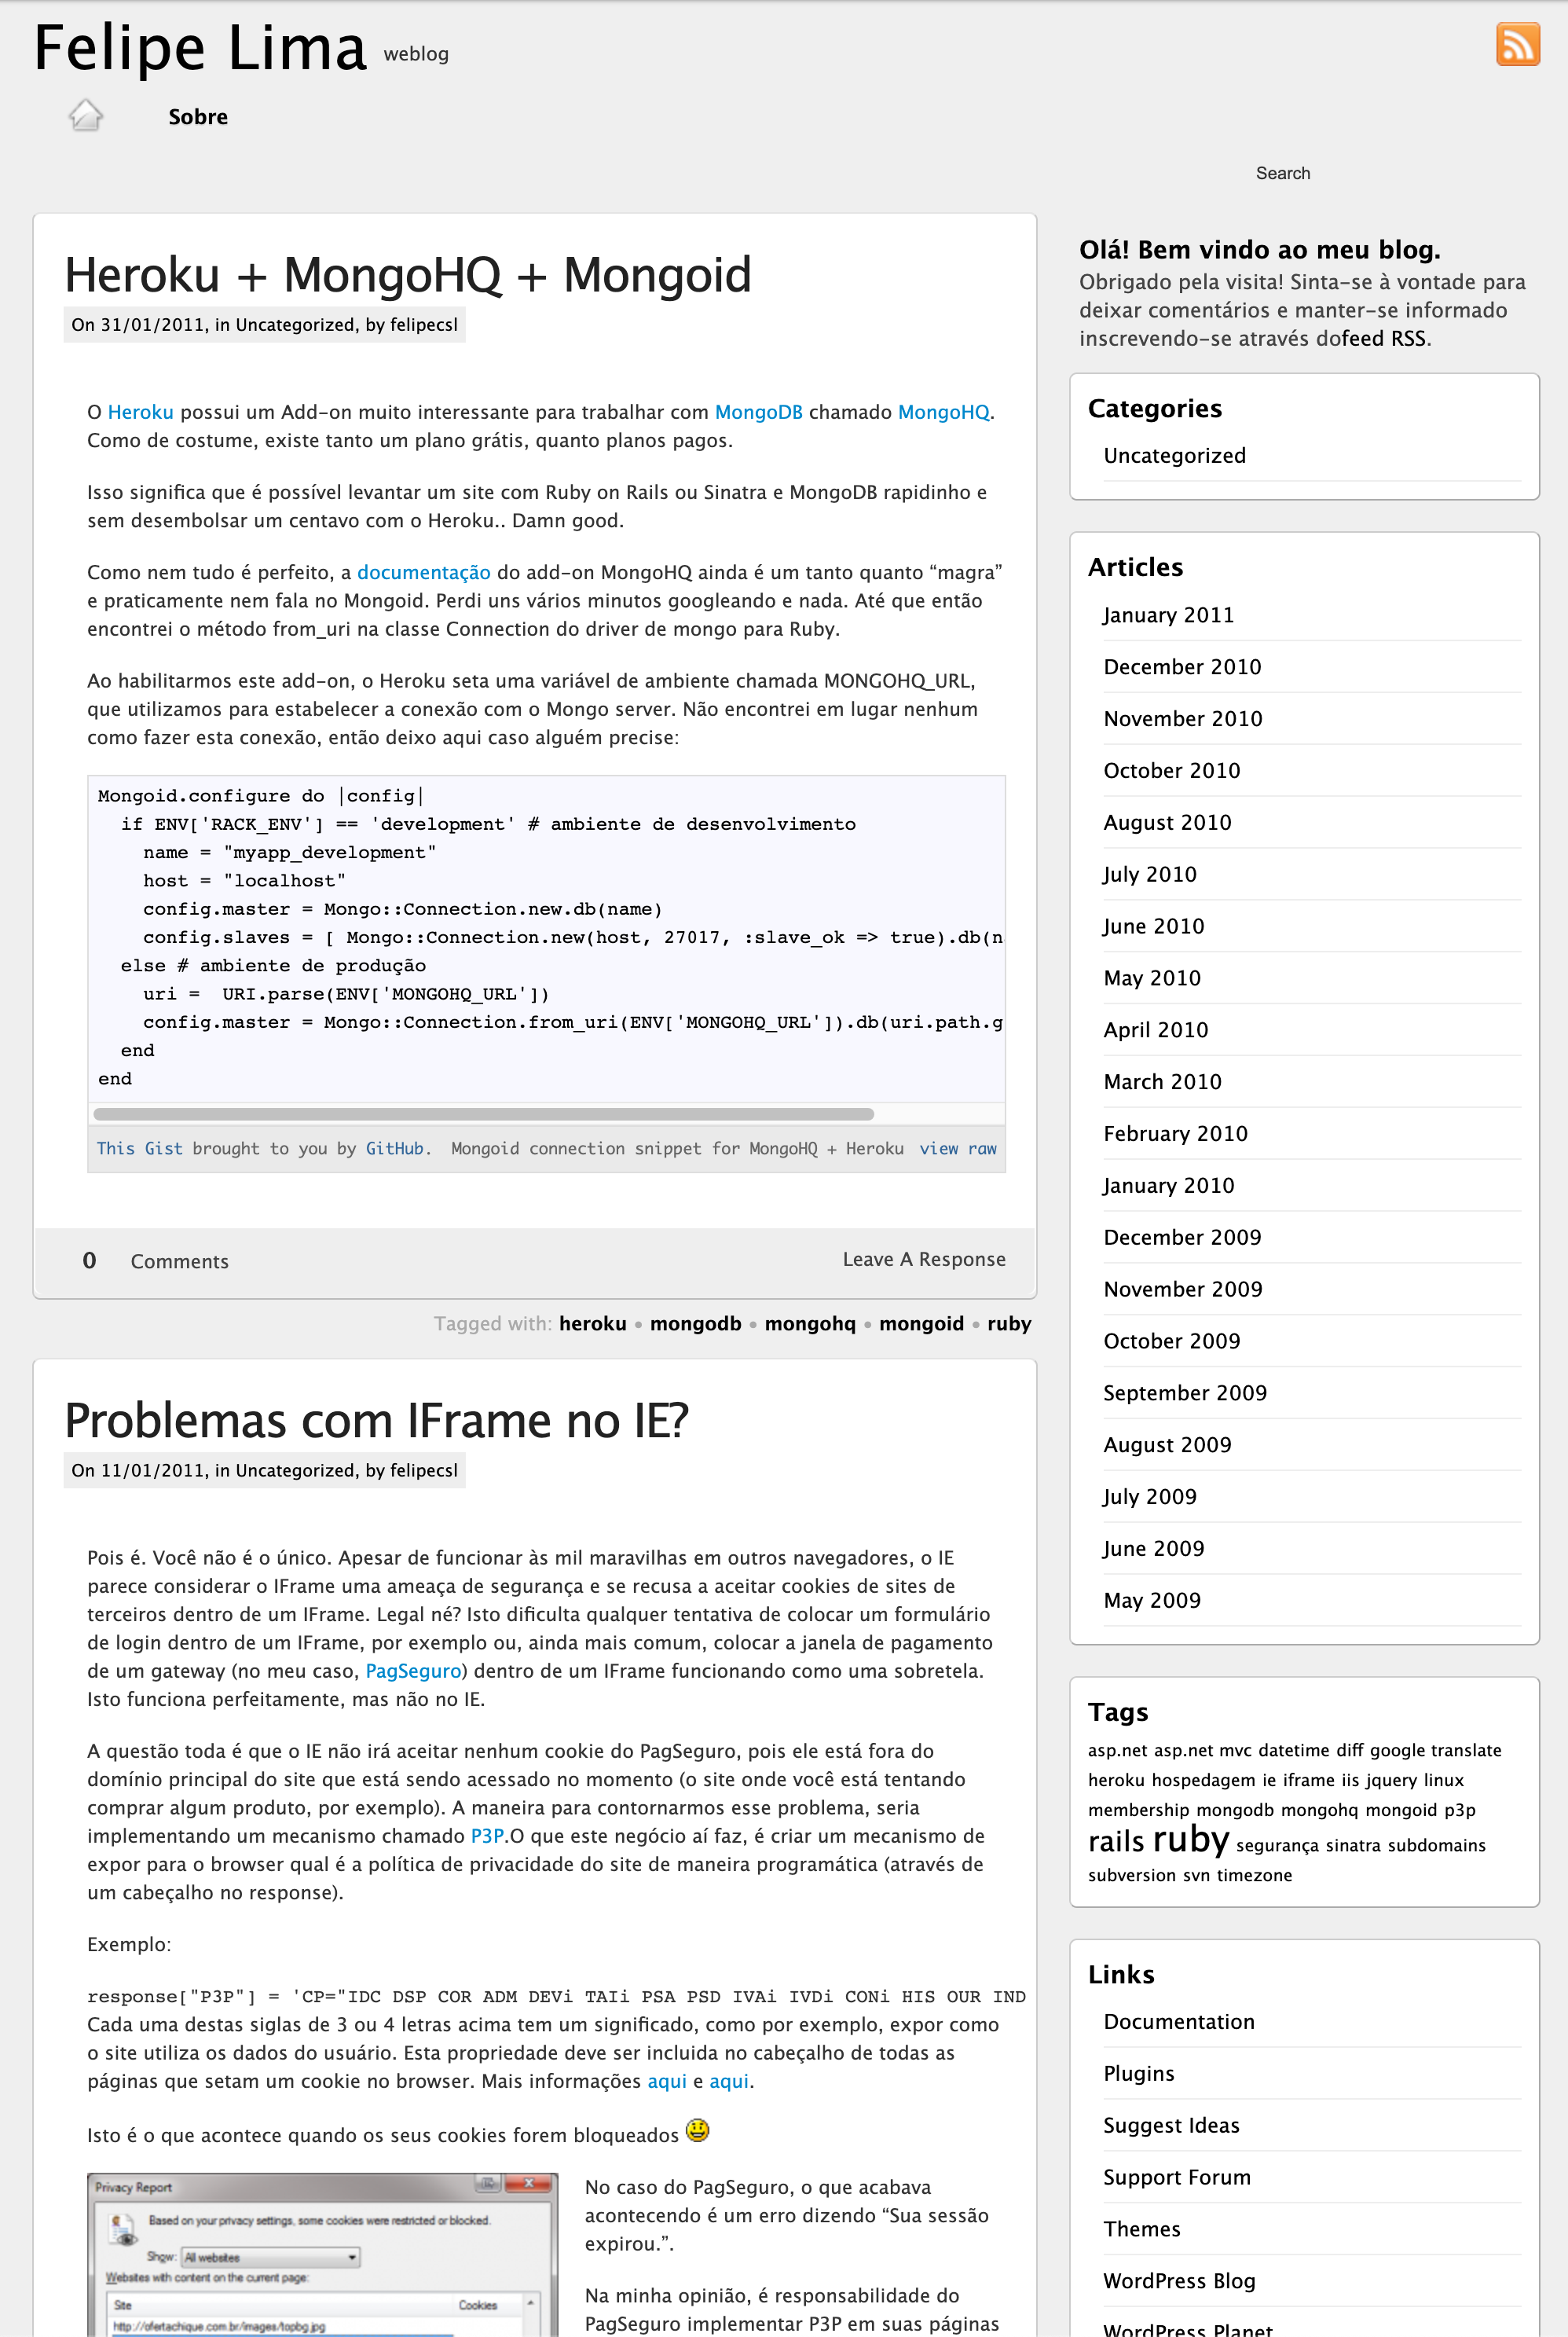 Felipe Lima weblog
Sobre
Search
Heroku + MongoHQ + Mongoid
On 31/01/2011, in Uncategorized, by felipecsl
O Heroku possui um Add-on muito interessante para trabalhar com MongoDB chamado MongoHQ.
Como de costume, existe tanto um plano grátis, quanto planos pagos.
Isso significa que é possível levantar um site com Ruby on Rails ou Sinatra e MongoDB rapidinho e
sem desembolsar um centavo com o Heroku.. Damn good.
Como nem tudo é perfeito, a documentação do add-on MongoHQ ainda é um tanto quanto “magra”
e praticamente nem fala no Mongoid. Perdi uns vários minutos googleando e nada. Até que então
encontrei o método from_uri na classe Connection do driver de mongo para Ruby.
Ao habilitarmos este add-on, o Heroku seta uma variável de ambiente chamada MONGOHQ_URL,
que utilizamos para estabelecer a conexão com o Mongo server. Não encontrei em lugar nenhum
como fazer esta conexão, então deixo aqui caso alguém precise:
Mongoid.configure do |config|
  if ENV['RACK_ENV'] == 'development' # ambiente de desenvolvimento
    name = "myapp_development"
    host = "localhost"
    config.master = Mongo::Connection.new.db(name)
    config.slaves = [ Mongo::Connection.new(host, 27017, :slave_ok => true).db(n
  else # ambiente de produção
    uri =  URI.parse(ENV['MONGOHQ_URL'])
    config.master = Mongo::Connection.from_uri(ENV['MONGOHQ_URL']).db(uri.path.g
  end
end
This Gist brought to you by GitHub. Mongoid connection snippet for MongoHQ + Heroku view raw
0 Comments
Leave A Response
Tagged with: heroku • mongodb • mongohq • mongoid • ruby
Problemas com IFrame no IE?
On 11/01/2011, in Uncategorized, by felipecsl
Pois é. Você não é o único. Apesar de funcionar às mil maravilhas em outros navegadores, o IE
parece considerar o IFrame uma ameaça de segurança e se recusa a aceitar cookies de sites de
terceiros dentro de um IFrame. Legal né? Isto dificulta qualquer tentativa de colocar um formulário
de login dentro de um IFrame, por exemplo ou, ainda mais comum, colocar a janela de pagamento
de um gateway (no meu caso, PagSeguro) dentro de um IFrame funcionando como uma sobretela.
Isto funciona perfeitamente, mas não no IE.
A questão toda é que o IE não irá aceitar nenhum cookie do PagSeguro, pois ele está fora do
domínio principal do site que está sendo acessado no momento (o site onde você está tentando
comprar algum produto, por exemplo). A maneira para contornarmos esse problema, seria
implementando um mecanismo chamado P3P.O que este negócio aí faz, é criar um mecanismo de
expor para o browser qual é a política de privacidade do site de maneira programática (através de
um cabeçalho no response).
Exemplo:
response["P3P"] = 'CP="IDC DSP COR ADM DEVi TAIi PSA PSD IVAi IVDi CONi HIS OUR IND
Cada uma destas siglas de 3 ou 4 letras acima tem um significado, como por exemplo, expor como
o site utiliza os dados do usuário. Esta propriedade deve ser incluida no cabeçalho de todas as
páginas que setam um cookie no browser. Mais informações aqui e aqui.
Isto é o que acontece quando os seus cookies forem bloqueados
Privacy Report
Based on your privacy settings, some cookies were restricted or blocked.
Show: All websites
Websites with content on the current page:
Site Cookies
http://ofertachique.com.br/images/topbg.jpg
No caso do PagSeguro, o que acabava
acontecendo é um erro dizendo “Sua sessão
expirou.”.
Na minha opinião, é responsabilidade do
PagSeguro implementar P3P em suas páginas
Olá! Bem vindo ao meu blog.
Obrigado pela visita! Sinta-se à vontade para
deixar comentários e manter-se informado
inscrevendo-se através dofeed RSS.
Categories
Uncategorized
Articles
January 2011
December 2010
November 2010
October 2010
August 2010
July 2010
June 2010
May 2010
April 2010
March 2010
February 2010
January 2010
December 2009
November 2009
October 2009
September 2009
August 2009
July 2009
June 2009
May 2009
Tags
asp.net asp.net mvc datetime diff google translate
heroku hospedagem ie iframe iis jquery linux
membership mongodb mongohq mongoid p3p
rails ruby segurança sinatra subdomains
subversion svn timezone
Links
Documentation
Plugins
Suggest Ideas
Support Forum
Themes
WordPress Blog
WordPress Planet